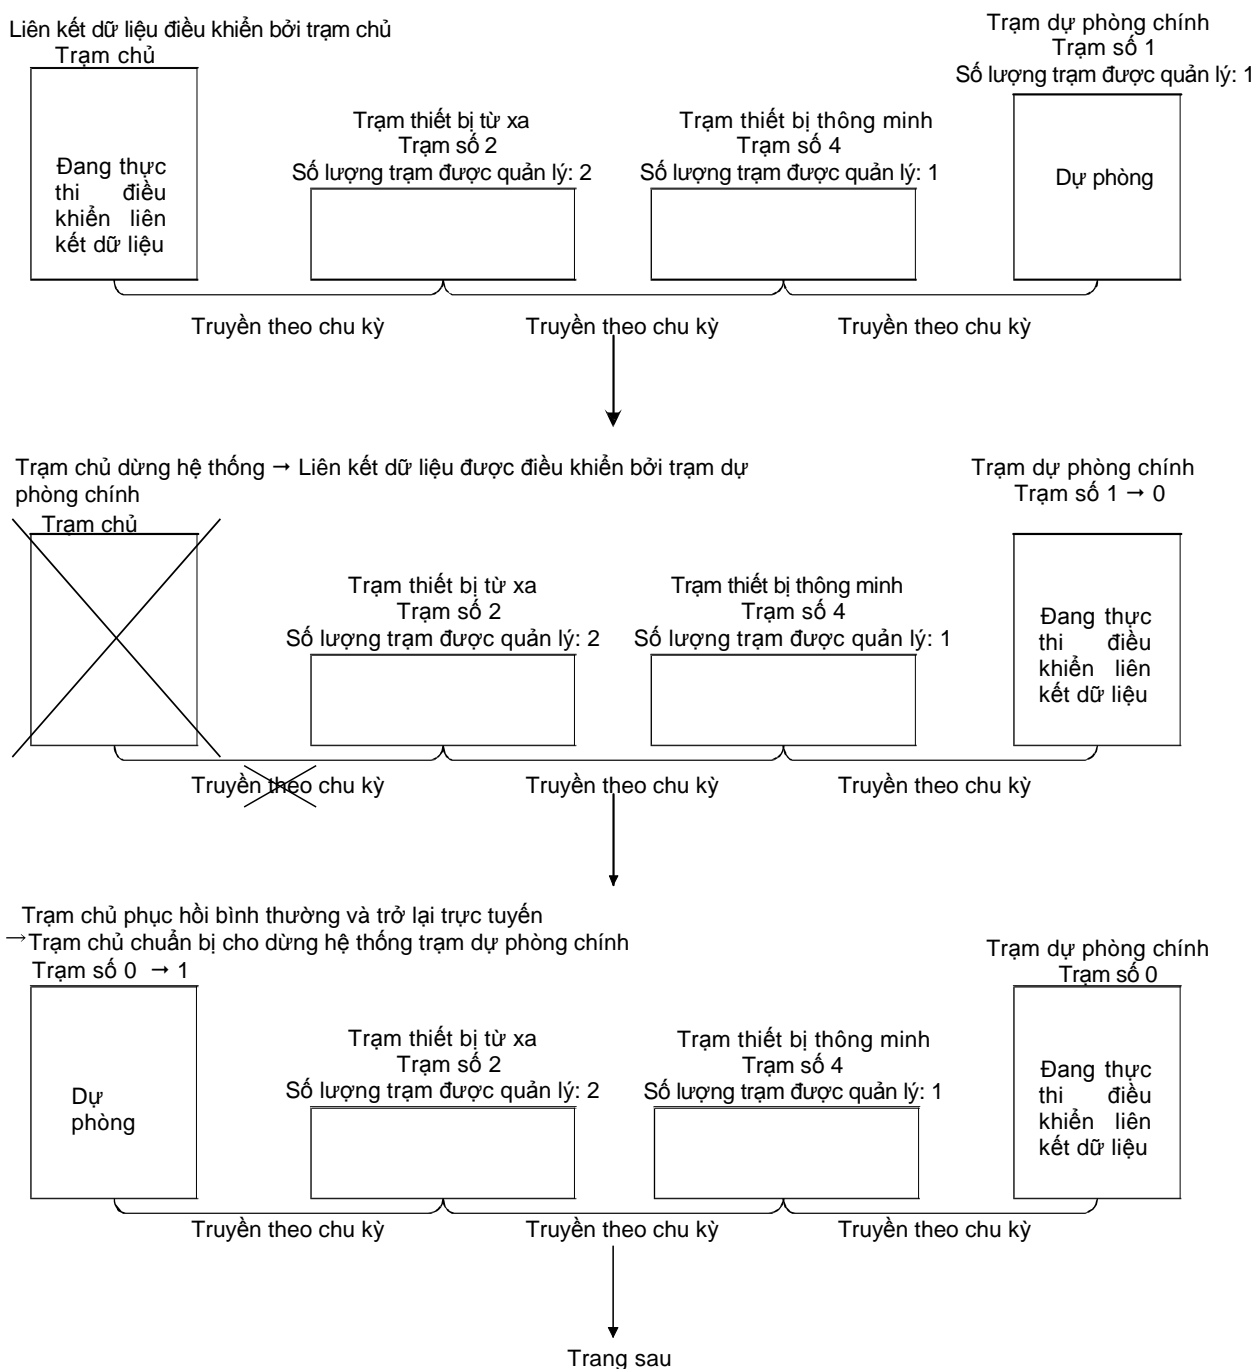 Liên kết dữ liệu điều khiển bởi trạm chủ
Trạm chủ
Trạm dự phòng chính
Trạm số 1
Số lượng trạm được quản lý: 1
Trạm thiết bị từ xa
Trạm số 2
Số lượng trạm được quản lý: 2
Trạm thiết bị thông minh
Trạm số 4
Số lượng trạm được quản lý: 1
Đang thực
thi điều
khiển liên
kết dữ liệu
Dự phòng
Truyền theo chu kỳ
Truyền theo chu kỳ
Truyền theo chu kỳ
Trạm chủ dừng hệ thống → Liên kết dữ liệu được điều khiển bởi trạm dự
phòng chính
Trạm chủ
Trạm dự phòng chính
Trạm số 1 → 0
Trạm thiết bị từ xa
Trạm số 2
Số lượng trạm được quản lý: 2
Trạm thiết bị thông minh
Trạm số 4
Số lượng trạm được quản lý: 1
Đang thực
thi điều
khiển liên
kết dữ liệu
Truyền theo chu kỳ
Truyền theo chu kỳ
Truyền theo chu kỳ
Trạm chủ phục hồi bình thường và trở lại trực tuyến
→Trạm chủ chuẩn bị cho dừng hệ thống trạm dự phòng chính
Trạm số 0 → 1
Trạm dự phòng chính
Trạm số 0
Trạm thiết bị từ xa
Trạm số 2
Số lượng trạm được quản lý: 2
Trạm thiết bị thông minh
Trạm số 4
Số lượng trạm được quản lý: 1
Dự
phòng
Đang thực
thi điều
khiển liên
kết dữ liệu
Truyền theo chu kỳ
Truyền theo chu kỳ
Truyền theo chu kỳ
Trang sau